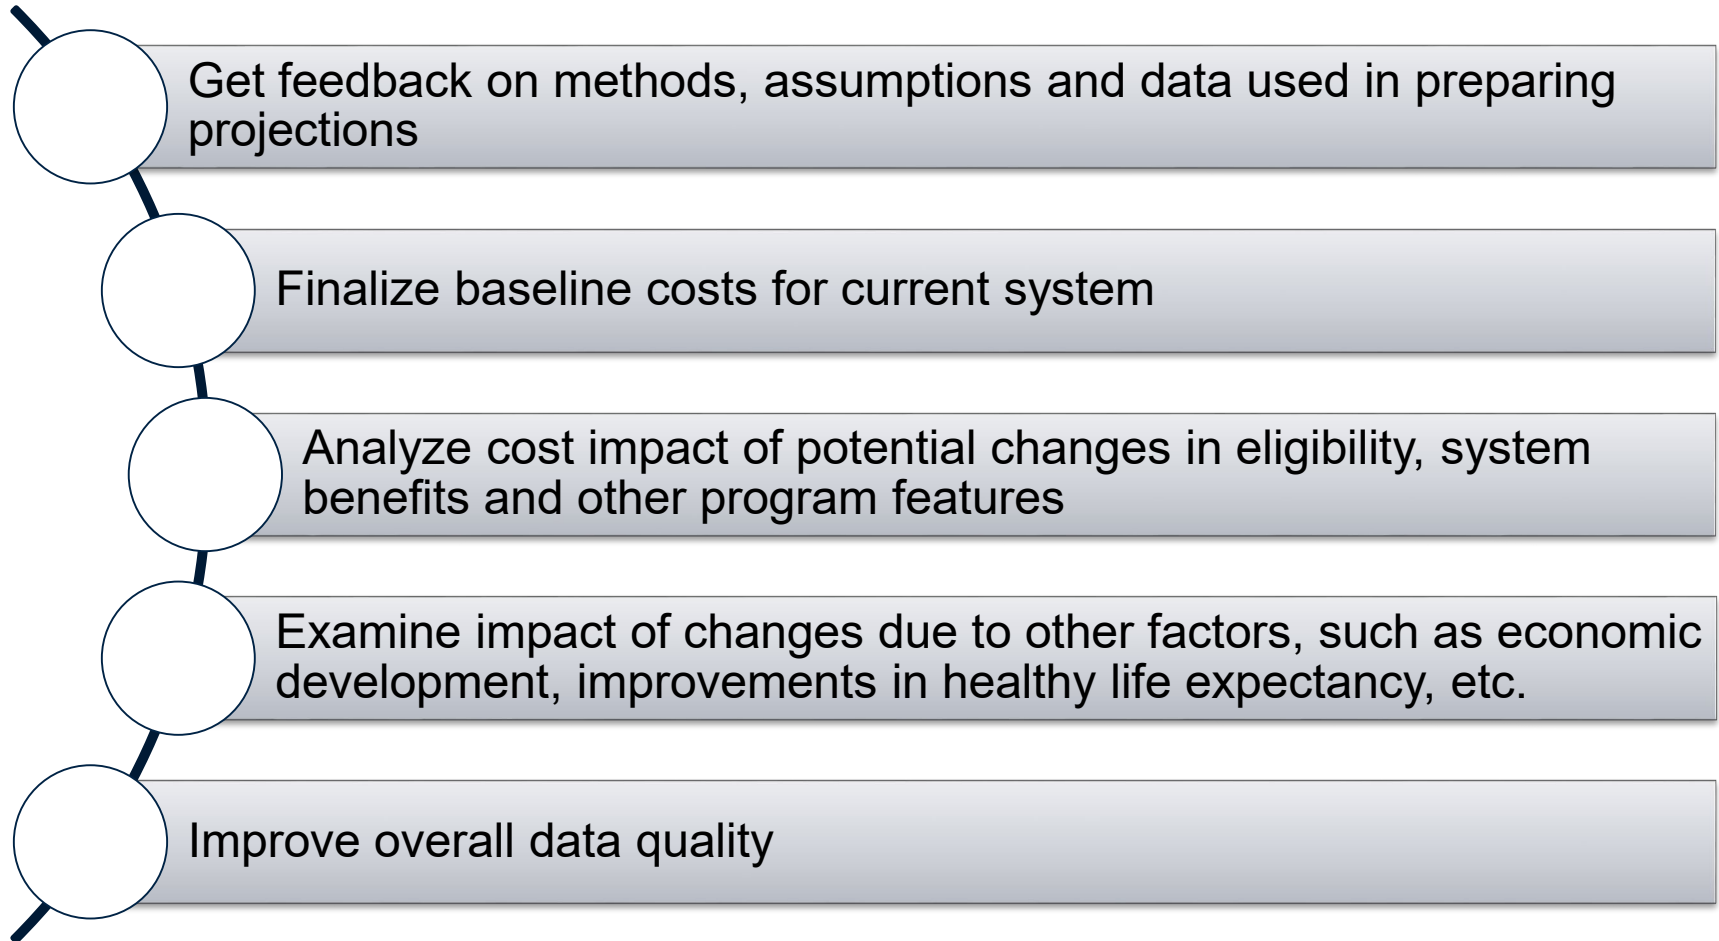 Get feedback on methods, assumptions and data used in preparing
projections
Finalize baseline costs for current system
Analyze cost impact of potential changes in eligibility, system
benefits and other program features
Examine impact of changes due to other factors, such as economic
development, improvements in healthy life expectancy, etc.
Improve overall data quality